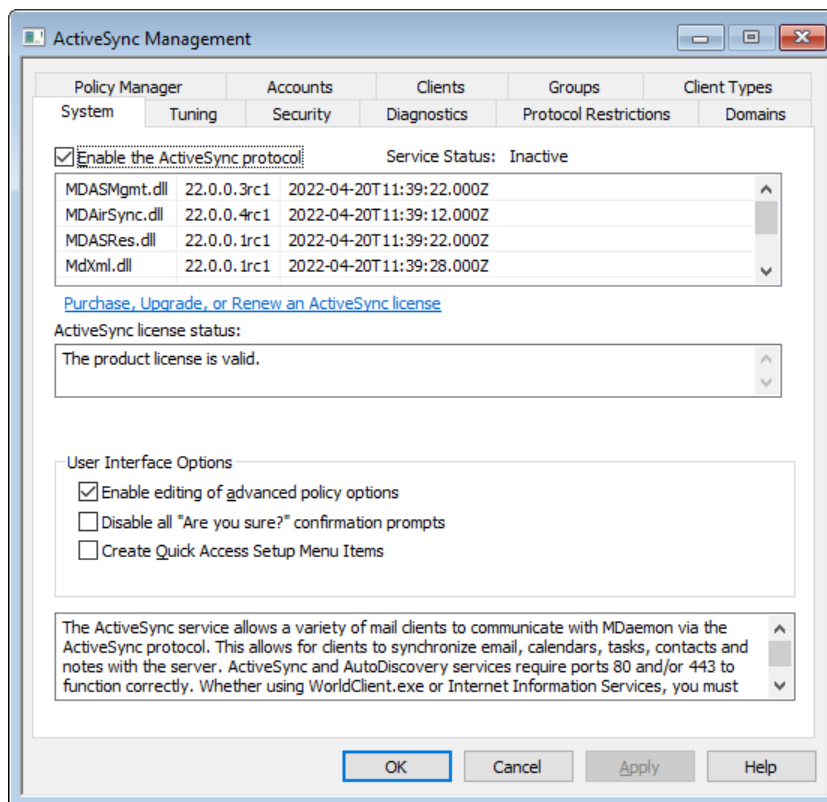 ActiveSync Management
Policy Manager Accounts Clients Groups Client Types
System Tuning Security Diagnostics Protocol Restrictions Domains
Enable the ActiveSync protocol Service Status: Inactive
MDASMgmt.dll 22.0.0.3rc1 2022-04-20T11:39:22.000Z
MDAirSync.dll 22.0.0.4rc1 2022-04-20T11:39:12.000Z
MDASRes.dll 22.0.0.1rc1 2022-04-20T11:39:22.000Z
MdXml.dll 22.0.0.1rc1 2022-04-20T11:39:28.000Z
Purchase, Upgrade, or Renew an ActiveSync license
ActiveSync license status:
The product license is valid.
User Interface Options
Enable editing of advanced policy options
Disable all "Are you sure?" confirmation prompts
Create Quick Access Setup Menu Items
The ActiveSync service allows a variety of mail clients to communicate with MDaemon via the
ActiveSync protocol. This allows for clients to synchronize email, calendars, tasks, contacts and
notes with the server. ActiveSync and AutoDiscovery services require ports 80 and/or 443 to
function correctly. Whether using WorldClient.exe or Internet Information Services, you must
OK Cancel Apply Help